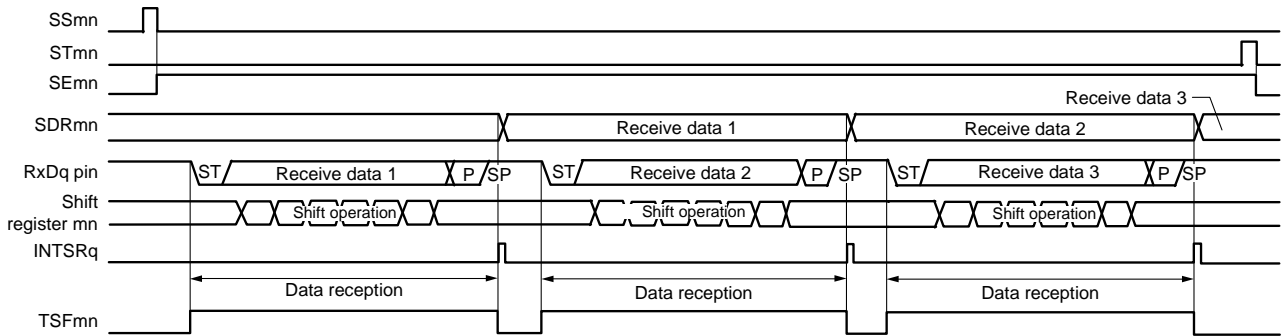 SSmn
STmn
SEmn
Receive data 3
SDRmn
Receive data 1
Receive data 2
RxDq pin
ST
Receive data 1
P
SP
ST
Receive data 2
P
SP
ST
Receive data 3
P
SP
Shift
register mn
Shift operation
Shift operation
Shift operation
INTSRq
Data reception
Data reception
Data reception
TSFmn